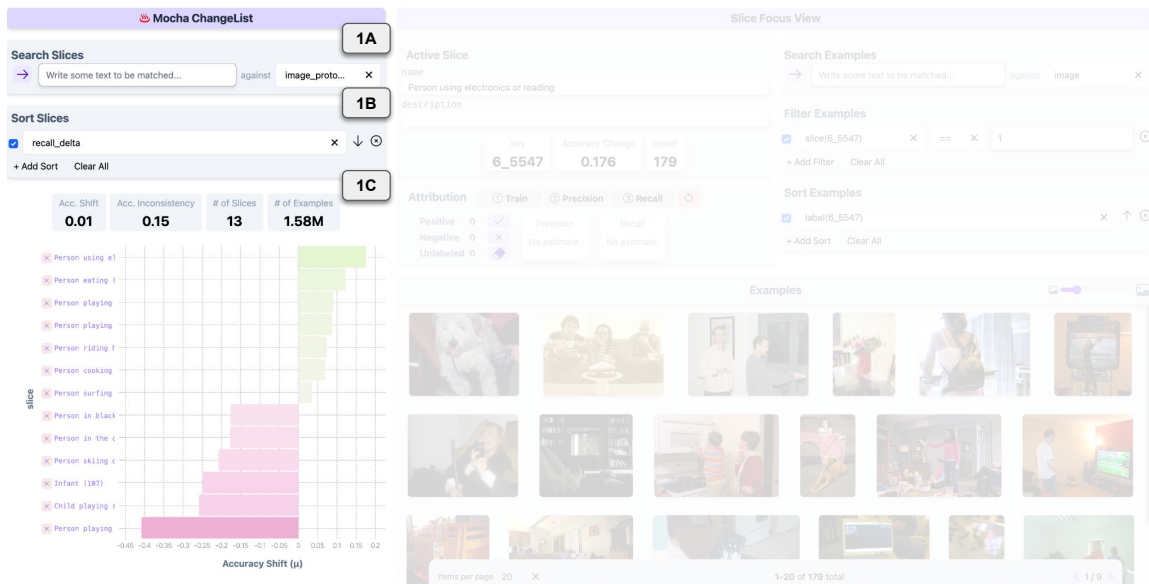 Mocha ChangeList
1A
Search Slices
Write some text to be matched...
against
image_proto...
1B
Sort Slices
recall_delta
+ Add Sort
Clear All
1C
Acc. Shift
0.01
Acc. Inconsistency
0.15
# of Slices
13
# of Examples
1.58M
slice
Person using el
Person eating (
Person playing
Person playing
Person riding h
Person cooking
Person surfing
Person in black
Person in the c
Person skiing c
Infant (107)
Child playing s
Person playing
-0.45 -0.4 -0.35 -0.3 -0.25 -0.2 -0.15 -0.1 -0.05 0 0.05 0.1 0.15 0.2
Accuracy Shift (μ)
Slice Focus View
Active Slice
name
Person using electronics or reading
description
key
6_5547
Accuracy Change
0.176
count
179
Attribution
1 Train
2 Precision
3 Recall
Positive 0
Negative 0
Unlabeled 0
Precision
No estimate.
Recall
No estimate.
Search Examples
Write some text to be matched...
against
image
Filter Examples
slice(6_5547)
==
1
+ Add Filter
Clear All
Sort Examples
label(6_5547)
+ Add Sort
Clear All
Examples
Items per page 20
1-20 of 179 total
1 / 9